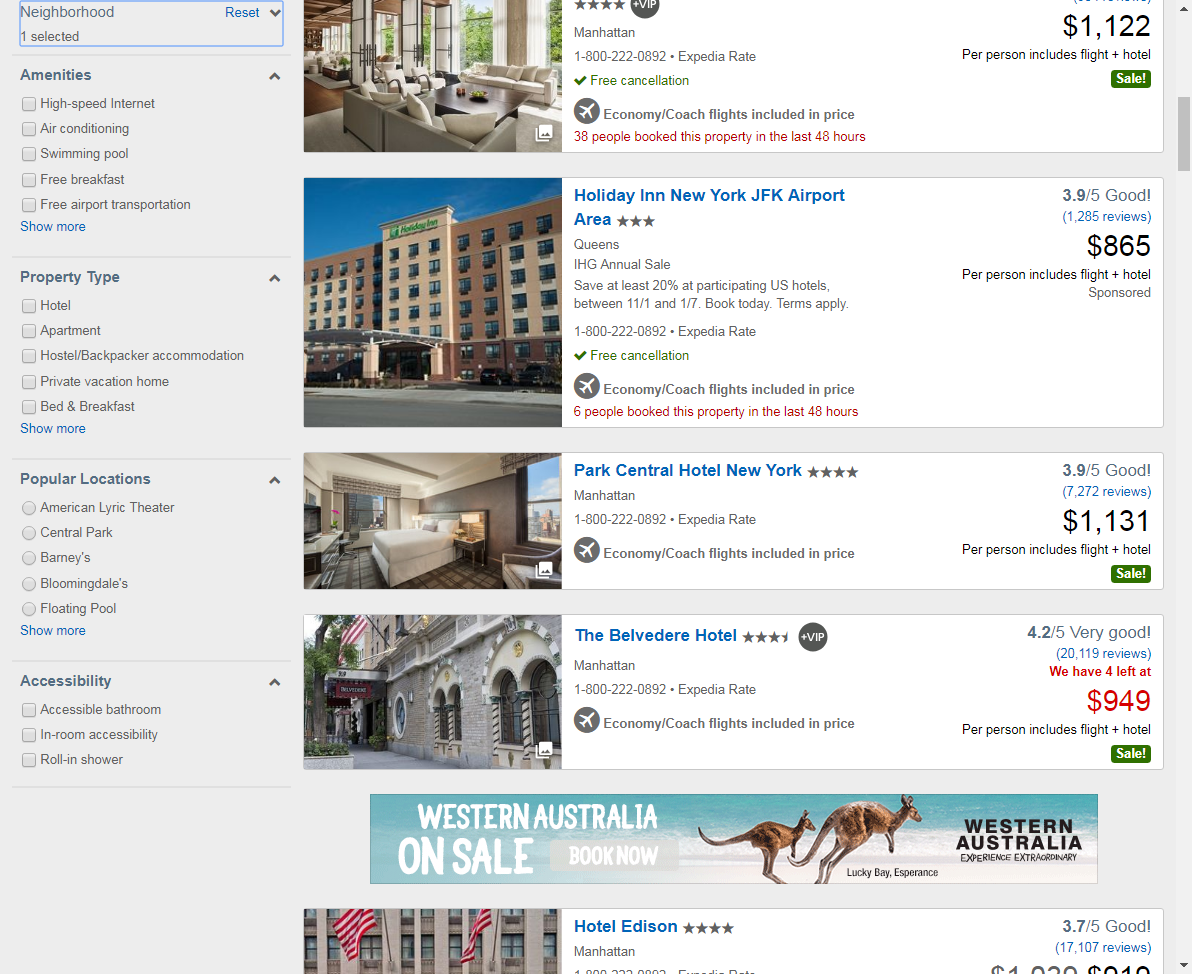 Neighborhood
Reset
1 selected
Amenities
High-speed Internet
Air conditioning
Swimming pool
Free breakfast
Free airport transportation
Show more
Property Type
Hotel
Apartment
Hostel/Backpacker accommodation
Private vacation home
Bed & Breakfast
Show more
Popular Locations
American Lyric Theater
Central Park
Barney's
Bloomingdale's
Floating Pool
Show more
Accessibility
Accessible bathroom
In-room accessibility
Roll-in shower
+VIP
Manhattan
1-800-222-0892 • Expedia Rate
Free cancellation
Economy/Coach flights included in price
38 people booked this property in the last 48 hours
$1,122
Per person includes flight + hotel
Sale!
Holiday Inn
Holiday Inn New York JFK Airport
Area
Queens
IHG Annual Sale
Save at least 20% at participating US hotels,
between 11/1 and 1/7. Book today. Terms apply.
1-800-222-0892 • Expedia Rate
Free cancellation
Economy/Coach flights included in price
6 people booked this property in the last 48 hours
3.9/5 Good!
(1,285 reviews)
$865
Per person includes flight + hotel
Sponsored
Park Central Hotel New York
Manhattan
1-800-222-0892 • Expedia Rate
Economy/Coach flights included in price
3.9/5 Good!
(7,272 reviews)
$1,131
Per person includes flight + hotel
Sale!
BELVEDERE
The Belvedere Hotel +VIP
Manhattan
1-800-222-0892 • Expedia Rate
Economy/Coach flights included in price
4.2/5 Very good!
(20,119 reviews)
We have 4 left at
$949
Per person includes flight + hotel
Sale!
WESTERN AUSTRALIA
ON SALE BOOK NOW
WESTERN
AUSTRALIA
EXPERIENCE EXTRAORDINARY
Lucky Bay, Esperance
Hotel Edison
Manhattan
1-800-222-0892 • Expedia Rate
3.7/5 Good!
(17,107 reviews)
$1,039 $919